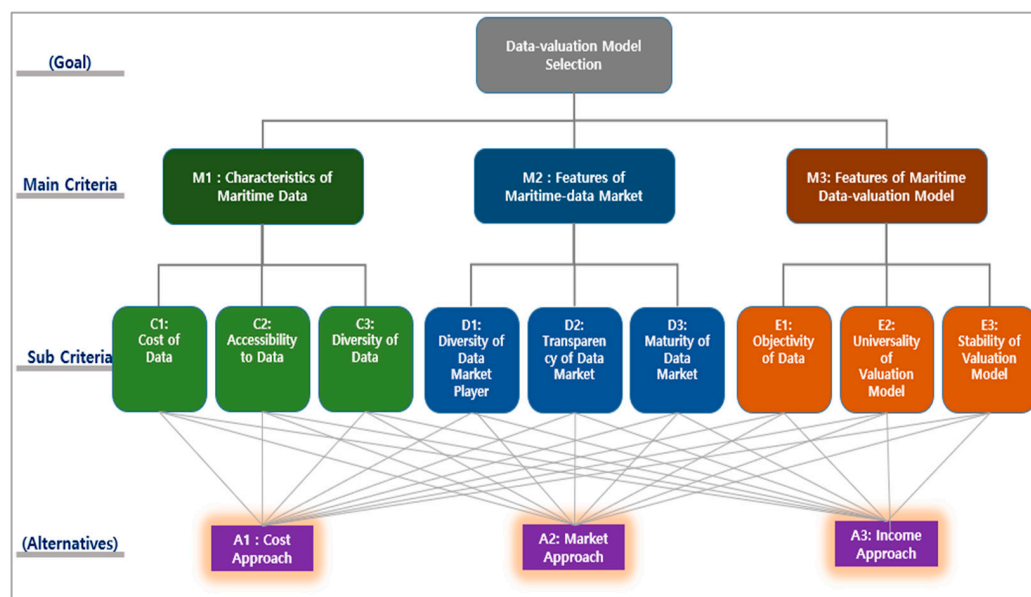 (Goal)
Data-valuation Model
Selection
Main Criteria
M1 : Characteristics of
Maritime Data
M2 : Features of
Maritime-data Market
M3: Features of Maritime
Data-valuation Model
Sub Criteria
C1:
Cost of
Data
C2:
Accessibility
to Data
C3:
Diversity of
Data
D1:
Diversity of
Data
Market
Player
D2:
Transparen
cy of Data
Market
D3:
Maturity of
Data
Market
E1:
Objectivity
of Data
E2:
Universality
of
Valuation
Model
E3:
Stability of
Valuation
Model
(Alternatives)
A1 : Cost
Approach
A2: Market
Approach
A3: Income
Approach